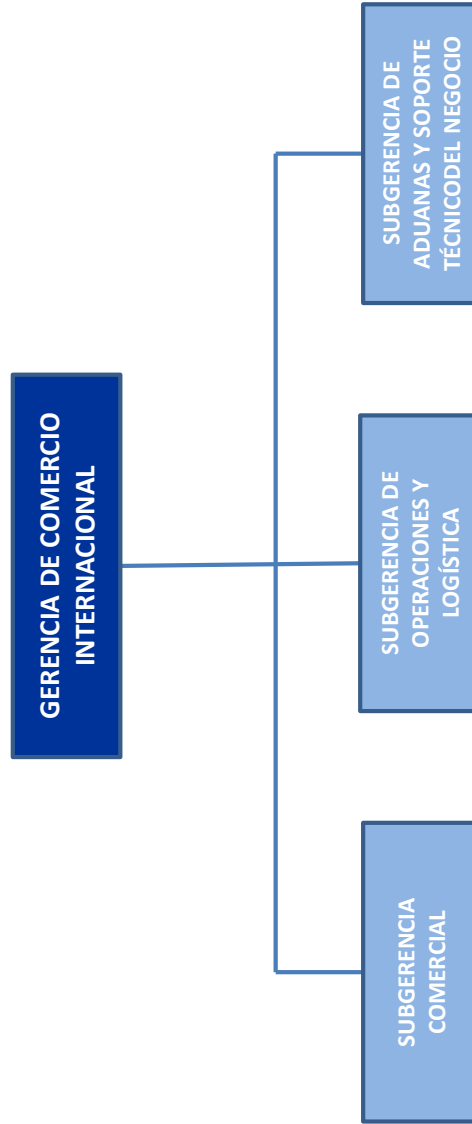 GERENCIA DE COMERCIO
INTERNACIONAL
SUBGERENCIA
COMERCIAL
SUBGERENCIA DE
OPERACIONES Y
LOGÍSTICA
SUBGERENCIA DE
ADUANAS Y SOPORTE
TÉCNICODEL NEGOCIO